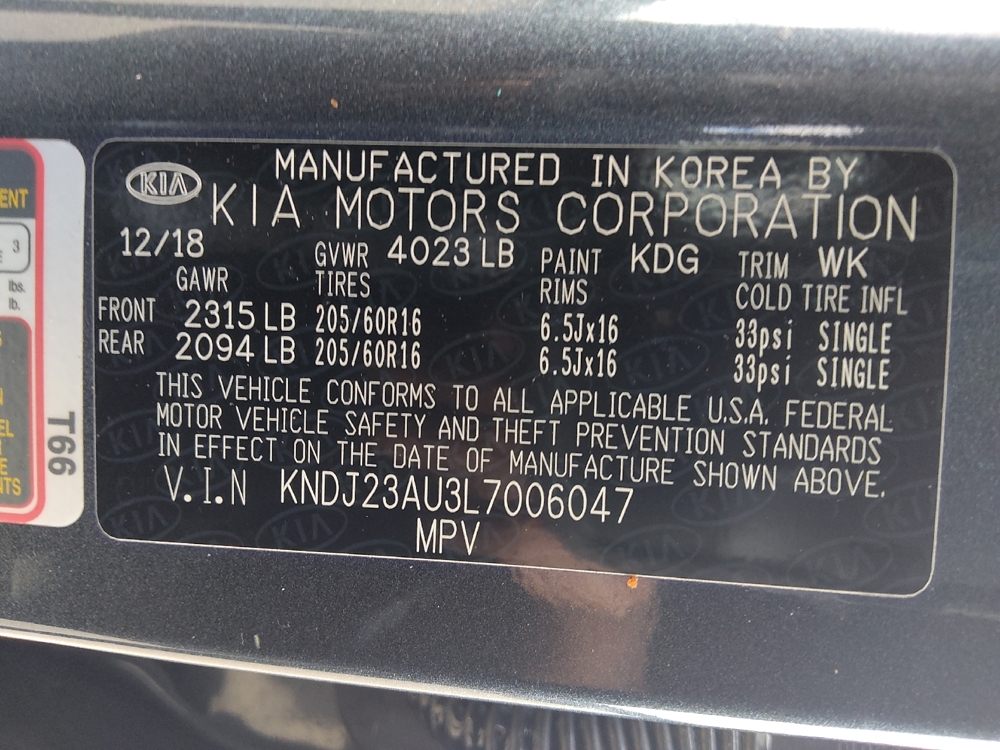 MANUFACTURED IN KOREA BY
KIA
KIA MOTORS CORPORATION
12/18 GVWR 4023 LB PAINT KDG TRIM WK
GAWR TIRES RIMS COLD TIRE INFL
FRONT 2315 LB 205/60R16 6.5Jx16 33psi SINGLE
REAR 2094 LB 205/60R16 6.5Jx16 33psi SINGLE
THIS VEHICLE CONFORMS TO ALL APPLICABLE U.S.A. FEDERAL
MOTOR VEHICLE SAFETY AND THEFT PREVENTION STANDARDS
IN EFFECT ON THE DATE OF MANUFACTURE SHOWN ABOVE.
V.I.N KNDJ23AU3L7006047
MPV
3
lbs.
lb.
T66